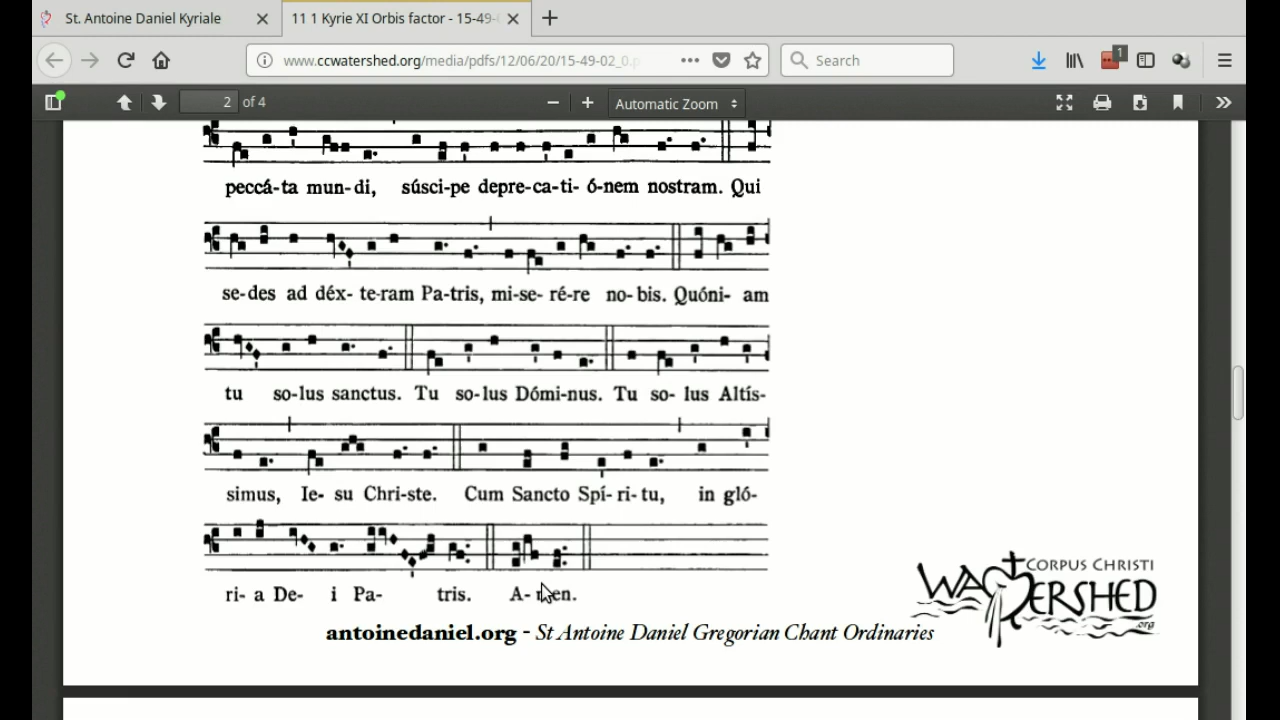 St. Antoine Daniel Kyriale
11 1 Kyrie XI Orbis factor - 15-49-
www.ccwatershed.org/media/pdfs/12/06/20/15-49-02_0.p
Search
1
2 of 4
Automatic Zoom
peccá-ta mun-di, súsci-pe depre-ca-ti- ó-nem nostram. Qui
se-des ad déx- te-ram Pa-tris, mi-se- ré-re no-bis. Quóni- am
tu so-lus sanctus. Tu so-lus Dómi-nus. Tu so- lus Altís-
simus, Ie- su Chri-ste. Cum Sancto Spí- ri- tu, in gló-
ri- a De- i Pa- tris. A- men.
CORPUS CHRISTI
WATERSHED
.org
antoinedaniel.org - St Antoine Daniel Gregorian Chant Ordinaries